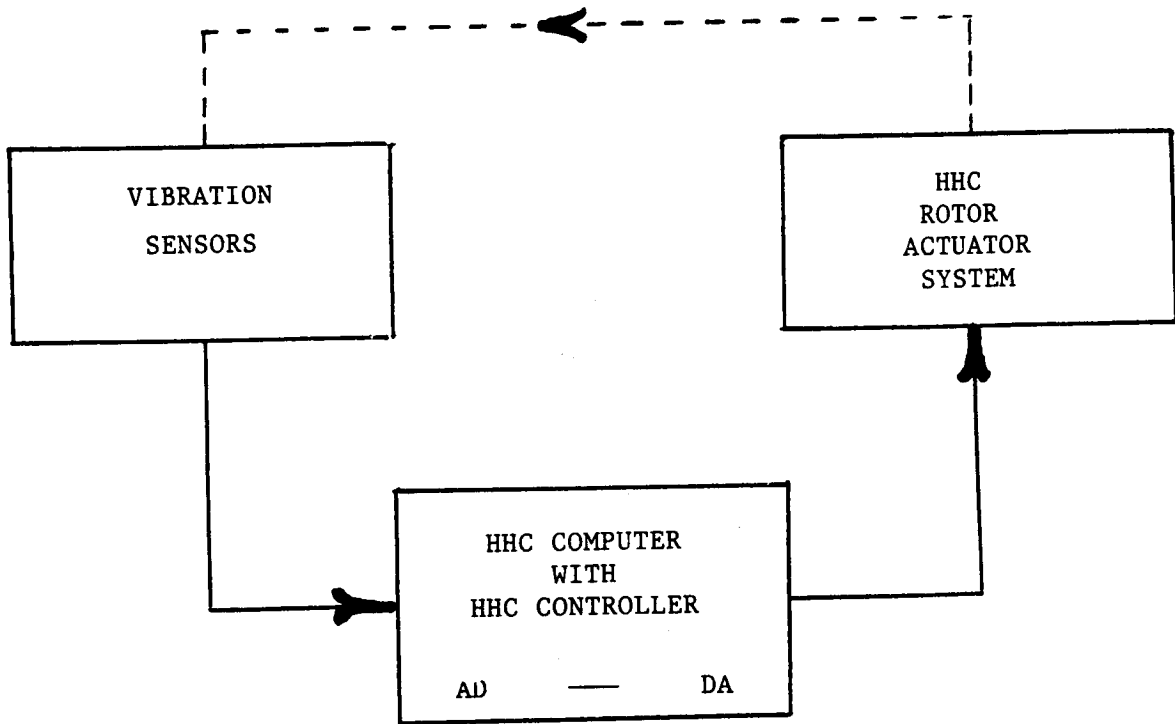 VIBRATION
SENSORS
HHC
ROTOR
ACTUATOR
SYSTEM
HHC COMPUTER
WITH
HHC CONTROLLER
AD — DA